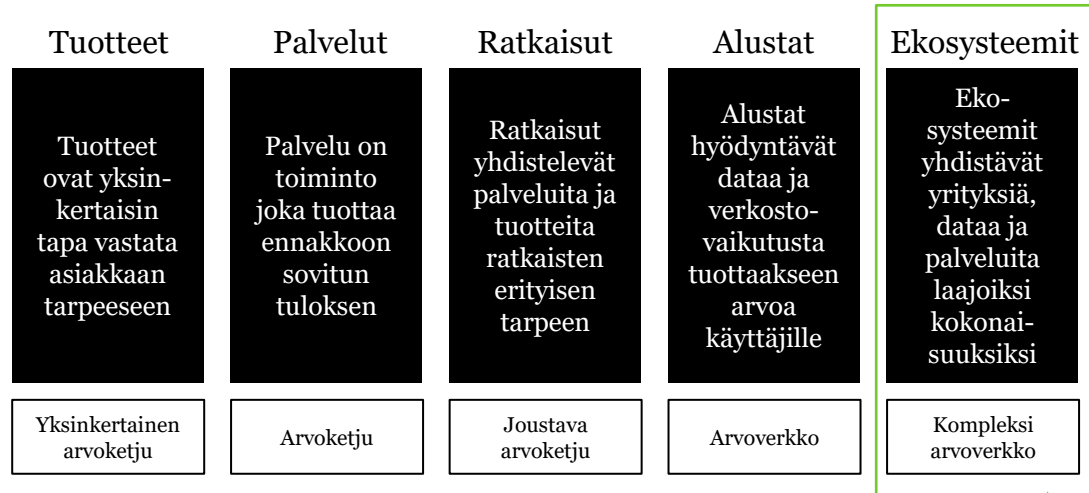 Tuotteet
Palvelut
Ratkaisut
Alustat
Ekosysteemit
Tuotteet
ovat yksin-
kertaisin
tapa vastata
asiakkaan
tarpeeseen
Palvelu on
toiminto
joka tuottaa
ennakkoon
sovitun
tuloksen
Ratkaisut
yhdistelevät
palveluita ja
tuotteita
ratkaisten
erityisen
tarpeen
Alustat
hyödyntävät
dataa ja
verkosto-
vaikutusta
tuottaakseen
arvoa
käyttäjille
Eko-
systeemit
yhdistävät
yrityksiä,
dataa ja
palveluita
laajoiksi
kokonai-
suuksiksi
Yksinkertainen
arvoketju
Arvoketju
Joustava
arvoketju
Arvoverkko
Kompleksi
arvoverkko